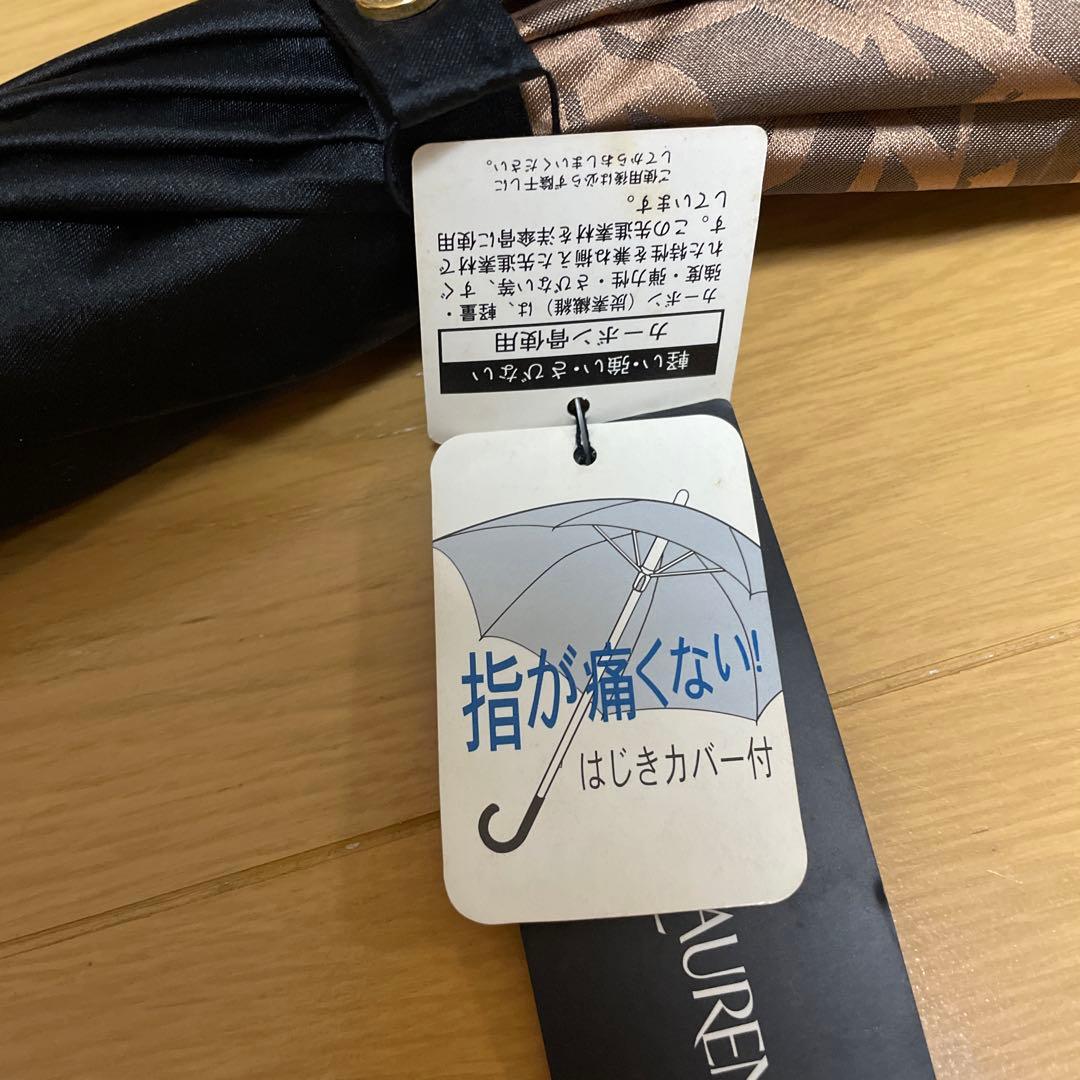 軽い・強い・さびない
カーボン骨使用
カーボン（炭素繊維）は、軽量・
強度・弾力性・さびない等、すぐ
れた特性を兼ね揃えた先進素材で
す。この先進素材を洋傘骨に使用
しています。
ご使用後は必らず陰干しに
してからおしまいください。
指が痛くない!
はじきカバー付
LAUREN